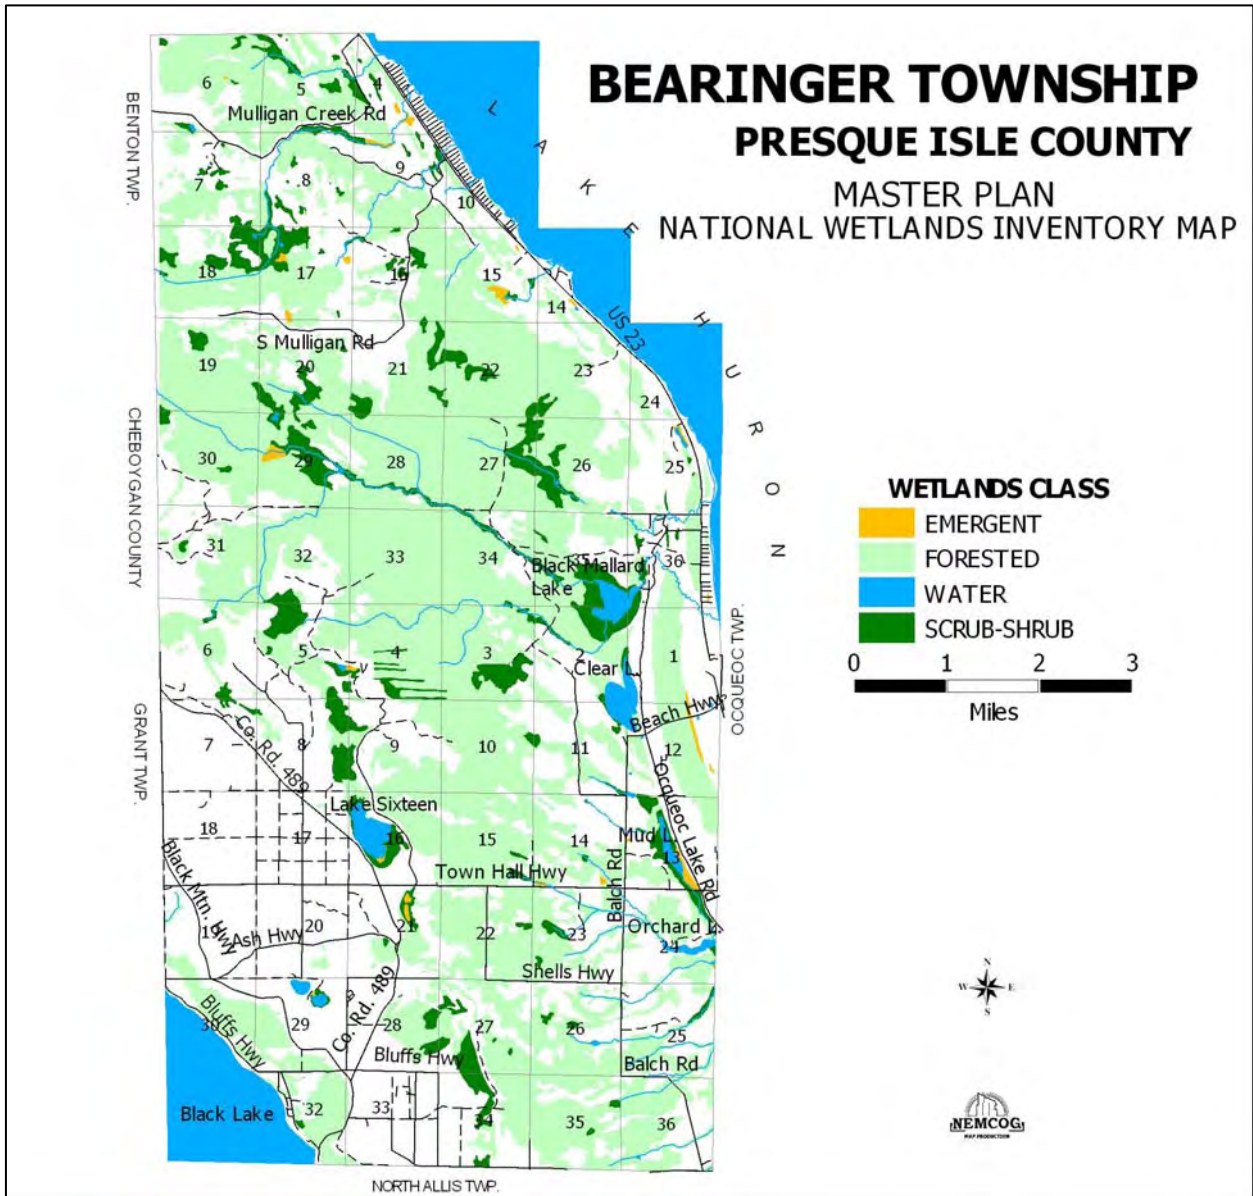 BEARINGER TOWNSHIP
PRESQUE ISLE COUNTY
MASTER PLAN
NATIONAL WETLANDS INVENTORY MAP
LAKE HURON
BENTON TWP.
CHEBOYGAN COUNTY
GRANT TWP.
OCQUEOC TWP.
NORTH ALLIS TWP.
6 5 4
Mulligan Creek Rd
7 8 9
10
18 17 16 15 14
US 23
S Mulligan Rd
19 20 21 22 23 24
30 29 28 27 26 25
31 32 33 34 35 36
Black Mallard
Lake
6 5 4 3 2 1
Clear L.
Beach Hwy.
7 8 9 10 11 12
Co. Rd. 489
Ocqueoc Lake Rd
Lake Sixteen
18 17 16 15 14 13
Mud L.
Town Hall Hwy
Balch Rd
Black Mtn. Hwy
19 20 21 22 23 24
Ash Hwy
Orchard L.
Shells Hwy
30 29 28 27 26 25
Bluffs Hwy
Co. Rd. 489
Bluffs Hwy
Balch Rd
Black Lake
32 33 34 35 36
WETLANDS CLASS
EMERGENT
FORESTED
WATER
SCRUB-SHRUB
0 1 2 3
Miles
N
W E
S
NEMCOG
MAP PRODUCTION